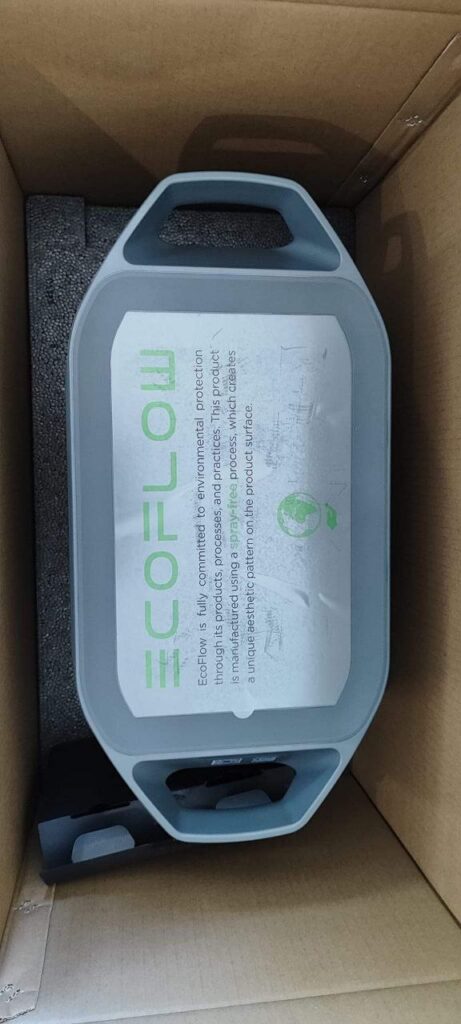 ECOFLOW
EcoFlow is fully committed to environmental protection
through its products, processes, and practices. This product
is manufactured using a spray-free process, which creates
a unique aesthetic pattern on the product surface.